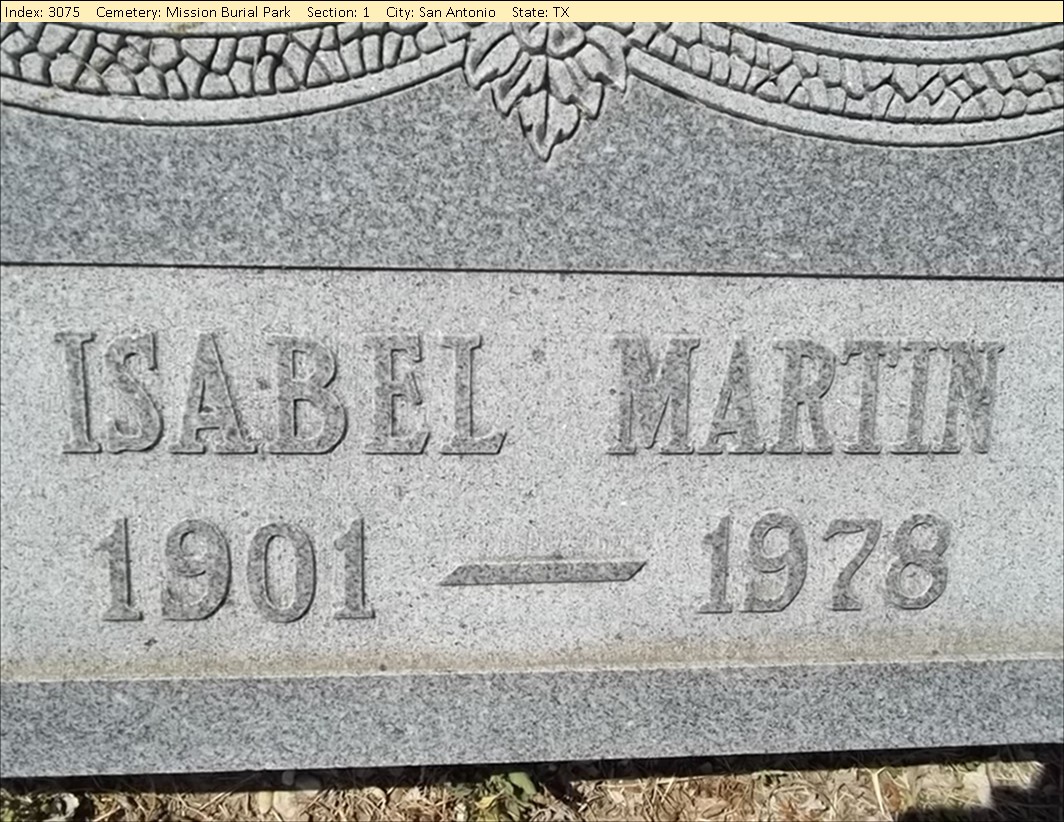 Index: 3075 Cemetery: Mission Burial Park Section: 1 City: San Antonio State: TX
ISABEL MARTIN
1901 — 1978